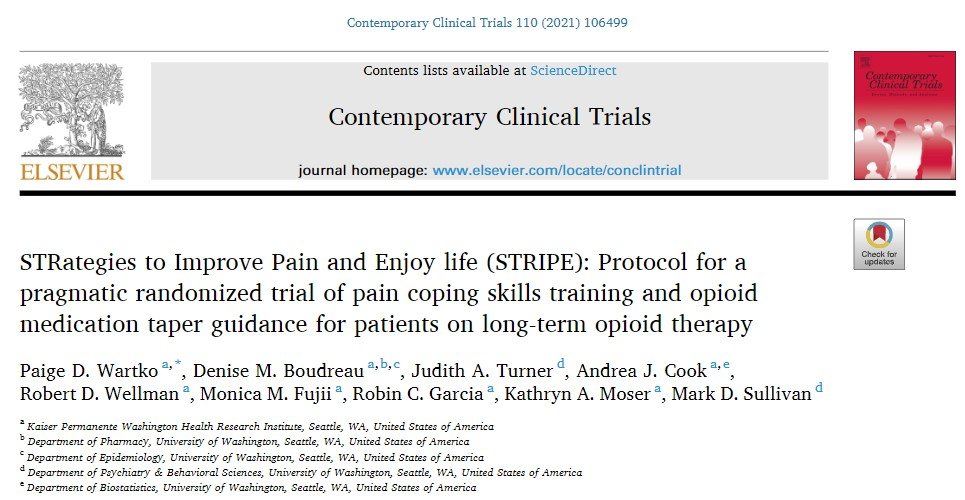 Contemporary Clinical Trials 110 (2021) 106499
Contents lists available at ScienceDirect
Contemporary Clinical Trials
journal homepage: www.elsevier.com/locate/conclintrial
ELSEVIER
Contemporary
Clinical Trials
Check for
updates
STRategies to Improve Pain and Enjoy life (STRIPE): Protocol for a
pragmatic randomized trial of pain coping skills training and opioid
medication taper guidance for patients on long-term opioid therapy
Paige D. Wartko a,*, Denise M. Boudreau a,b,c, Judith A. Turner d, Andrea J. Cook a,e,
Robert D. Wellman a, Monica M. Fujii a, Robin C. Garcia a, Kathryn A. Moser a, Mark D. Sullivan d
a Kaiser Permanente Washington Health Research Institute, Seattle, WA, United States of America
b Department of Pharmacy, University of Washington, Seattle, WA, United States of America
c Department of Epidemiology, University of Washington, Seattle, WA, United States of America
d Department of Psychiatry & Behavioral Sciences, University of Washington, Seattle, WA, United States of America
e Department of Biostatistics, University of Washington, Seattle, WA, United States of America